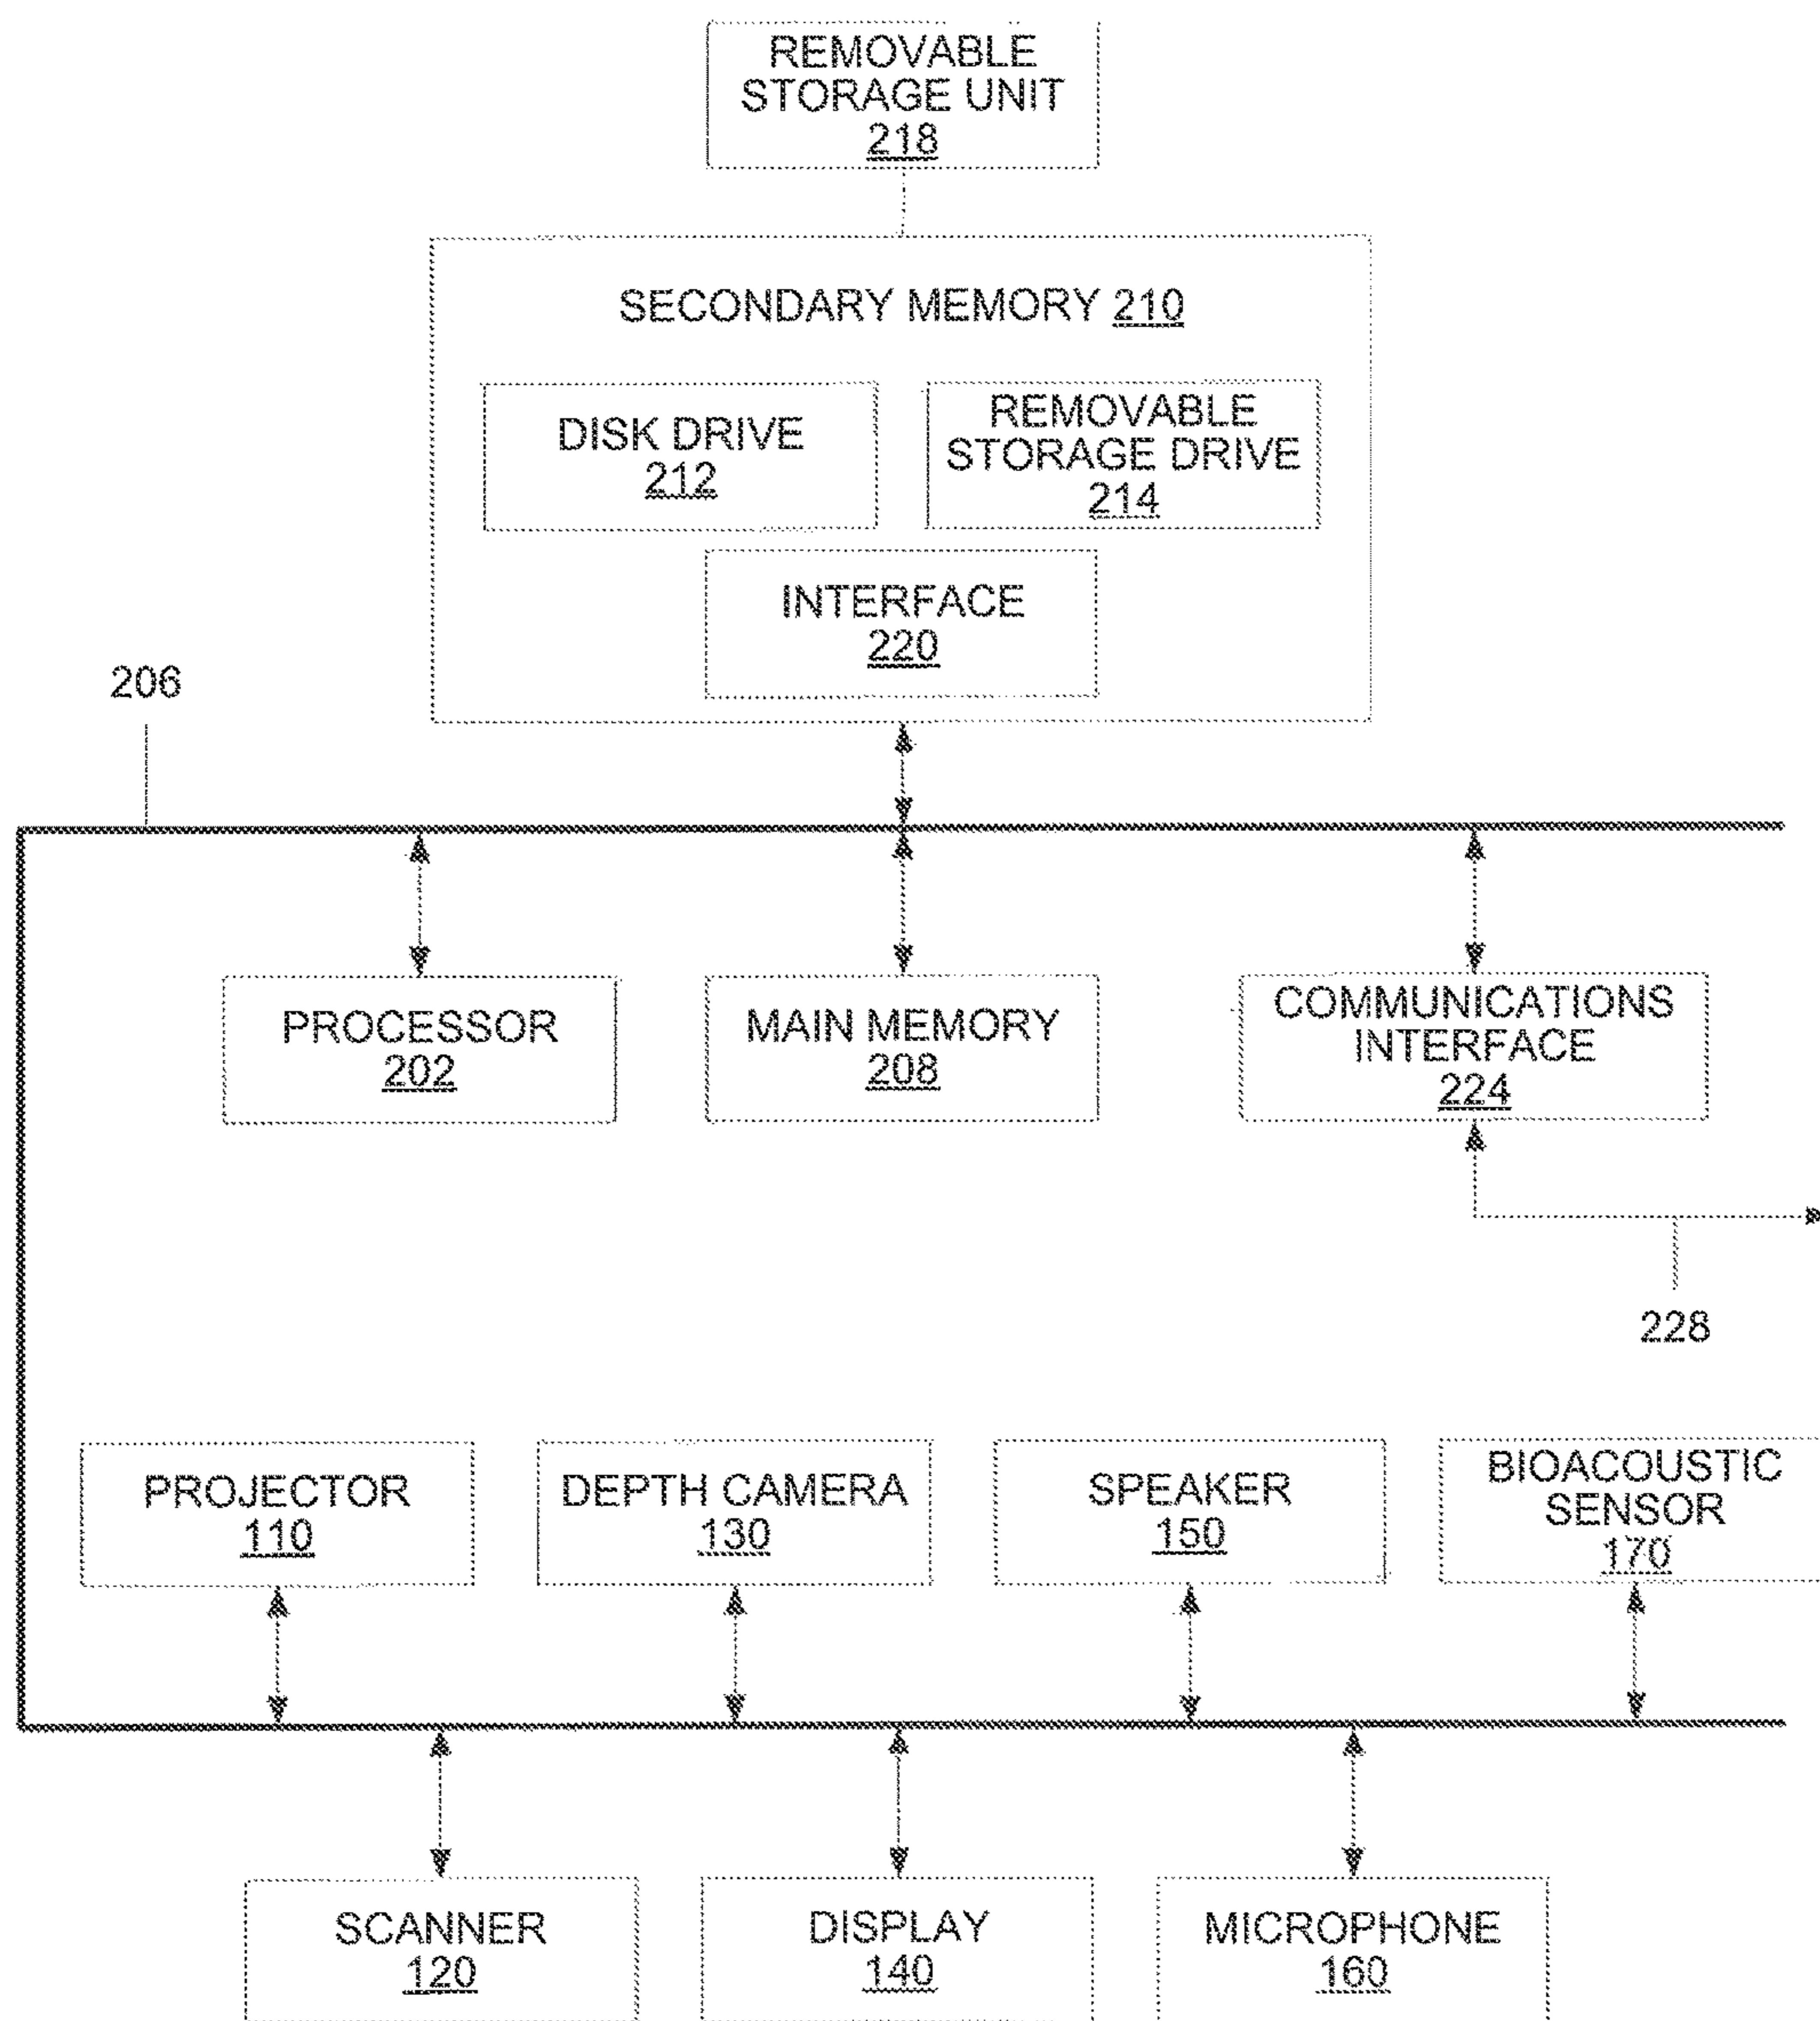 REMOVABLE
STORAGE UNIT
218
SECONDARY MEMORY 210
DISK DRIVE
212
REMOVABLE
STORAGE DRIVE
214
INTERFACE
220
206
PROCESSOR
202
MAIN MEMORY
208
COMMUNICATIONS
INTERFACE
224
228
PROJECTOR
110
DEPTH CAMERA
130
SPEAKER
150
BIOACOUSTIC
SENSOR
170
SCANNER
120
DISPLAY
140
MICROPHONE
160